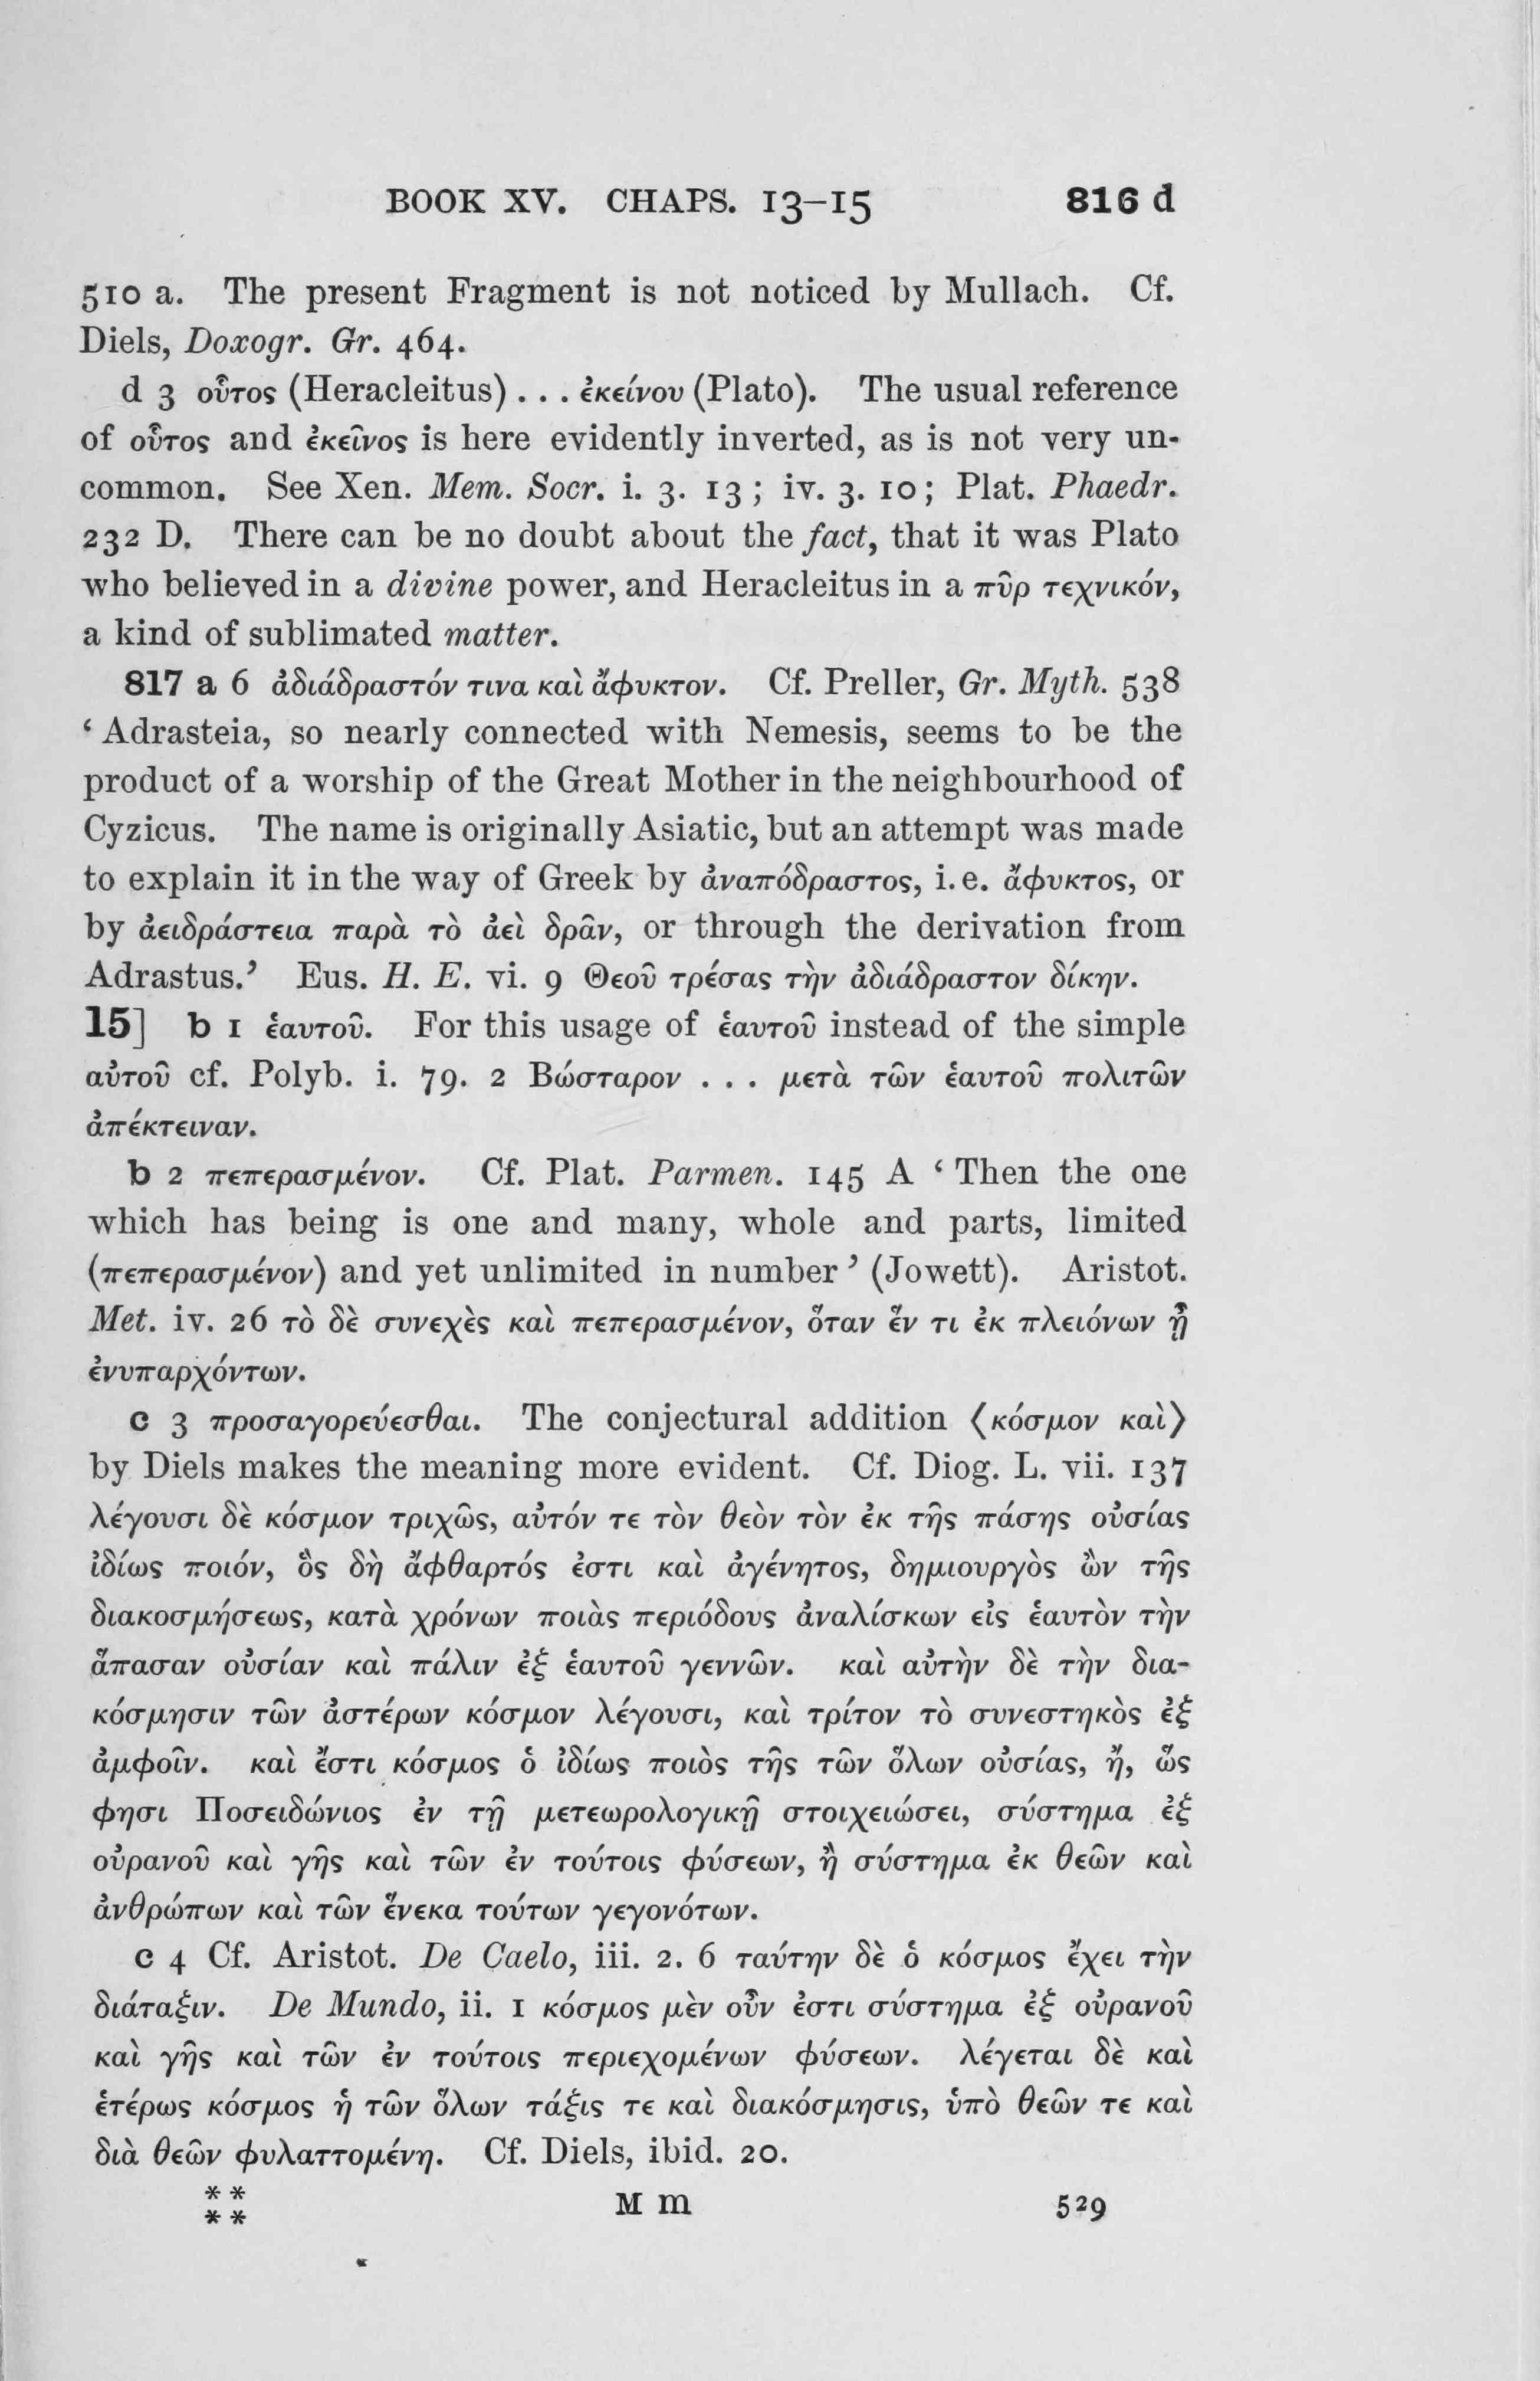 BOOK XV. CHAPS. 13–15 816 d
510 a. The present Fragment is not noticed by Mullach. Cf.
Diels, Doxogr. Gr. 464.
d 3 οὗτος (Heracleitus) . . . ἐκείνου (Plato). The usual reference
of οὗτος and ἐκεῖνος is here evidently inverted, as is not very un-
common. See Xen. Mem. Socr. i. 3. 13; iv. 3. 10; Plat. Phaedr.
232 D. There can be no doubt about the fact, that it was Plato
who believed in a divine power, and Heracleitus in a πῦρ τεχνικόν,
a kind of sublimated matter.
817 a 6 ἀδιάδραστόν τινα καὶ ἄφυκτον. Cf. Preller, Gr. Myth. 538
‘Adrasteia, so nearly connected with Nemesis, seems to be the
product of a worship of the Great Mother in the neighbourhood of
Cyzicus. The name is originally Asiatic, but an attempt was made
to explain it in the way of Greek by ἀναπόδραστος, i. e. ἄφυκτος, or
by ἀειδράστεια παρὰ τὸ ἀεὶ δρᾶν, or through the derivation from
Adrastus.’ Eus. H. E. vi. 9 Θεοῦ τρέσας τὴν ἀδιάδραστον δίκην.
15] b 1 ἑαυτοῦ. For this usage of ἑαυτοῦ instead of the simple
αὐτοῦ cf. Polyb. i. 79. 2 Βώσταρον . . . μετὰ τῶν ἑαυτοῦ πολιτῶν
ἀπέκτειναν.
b 2 πεπερασμένον. Cf. Plat. Parmen. 145 A ‘Then the one
which has being is one and many, whole and parts, limited
(πεπερασμένον) and yet unlimited in number’ (Jowett). Aristot.
Met. iv. 26 τὸ δὲ συνεχὲς καὶ πεπερασμένον, ὅταν ἕν τι ἐκ πλειόνων ᾖ
ἐνυπαρχόντων.
c 3 προσαγορεύεσθαι. The conjectural addition ⟨κόσμον καὶ⟩
by Diels makes the meaning more evident. Cf. Diog. L. vii. 137
λέγουσι δὲ κόσμον τριχῶς, αὐτόν τε τὸν θεὸν τὸν ἐκ τῆς πάσης οὐσίας
ἰδίως ποιόν, ὃς δὴ ἄφθαρτός ἐστι καὶ ἀγένητος, δημιουργὸς ὢν τῆς
διακοσμήσεως, κατὰ χρόνων ποιὰς περιόδους ἀναλίσκων εἰς ἑαυτὸν τὴν
ἅπασαν οὐσίαν καὶ πάλιν ἐξ ἑαυτοῦ γεννῶν. καὶ αὐτὴν δὲ τὴν δια-
κόσμησιν τῶν ἀστέρων κόσμον λέγουσι, καὶ τρίτον τὸ συνεστηκὸς ἐξ
ἀμφοῖν. καὶ ἔστι κόσμος ὁ ἰδίως ποιὸς τῆς τῶν ὅλων οὐσίας, ἤ, ὥς
φησι Ποσειδώνιος ἐν τῇ μετεωρολογικῇ στοιχειώσει, σύστημα ἐξ
οὐρανοῦ καὶ γῆς καὶ τῶν ἐν τούτοις φύσεων, ἢ σύστημα ἐκ θεῶν καὶ
ἀνθρώπων καὶ τῶν ἕνεκα τούτων γεγονότων.
c 4 Cf. Aristot. De Caelo, iii. 2. 6 ταύτην δὲ ὁ κόσμος ἔχει τὴν
διάταξιν. De Mundo, ii. 1 κόσμος μὲν οὖν ἐστι σύστημα ἐξ οὐρανοῦ
καὶ γῆς καὶ τῶν ἐν τούτοις περιεχομένων φύσεων. λέγεται δὲ καὶ
ἑτέρως κόσμος ἡ τῶν ὅλων τάξις τε καὶ διακόσμησις, ὑπὸ θεῶν τε καὶ
διὰ θεῶν φυλαττομένη. Cf. Diels, ibid. 20.
* *
* * M m 529